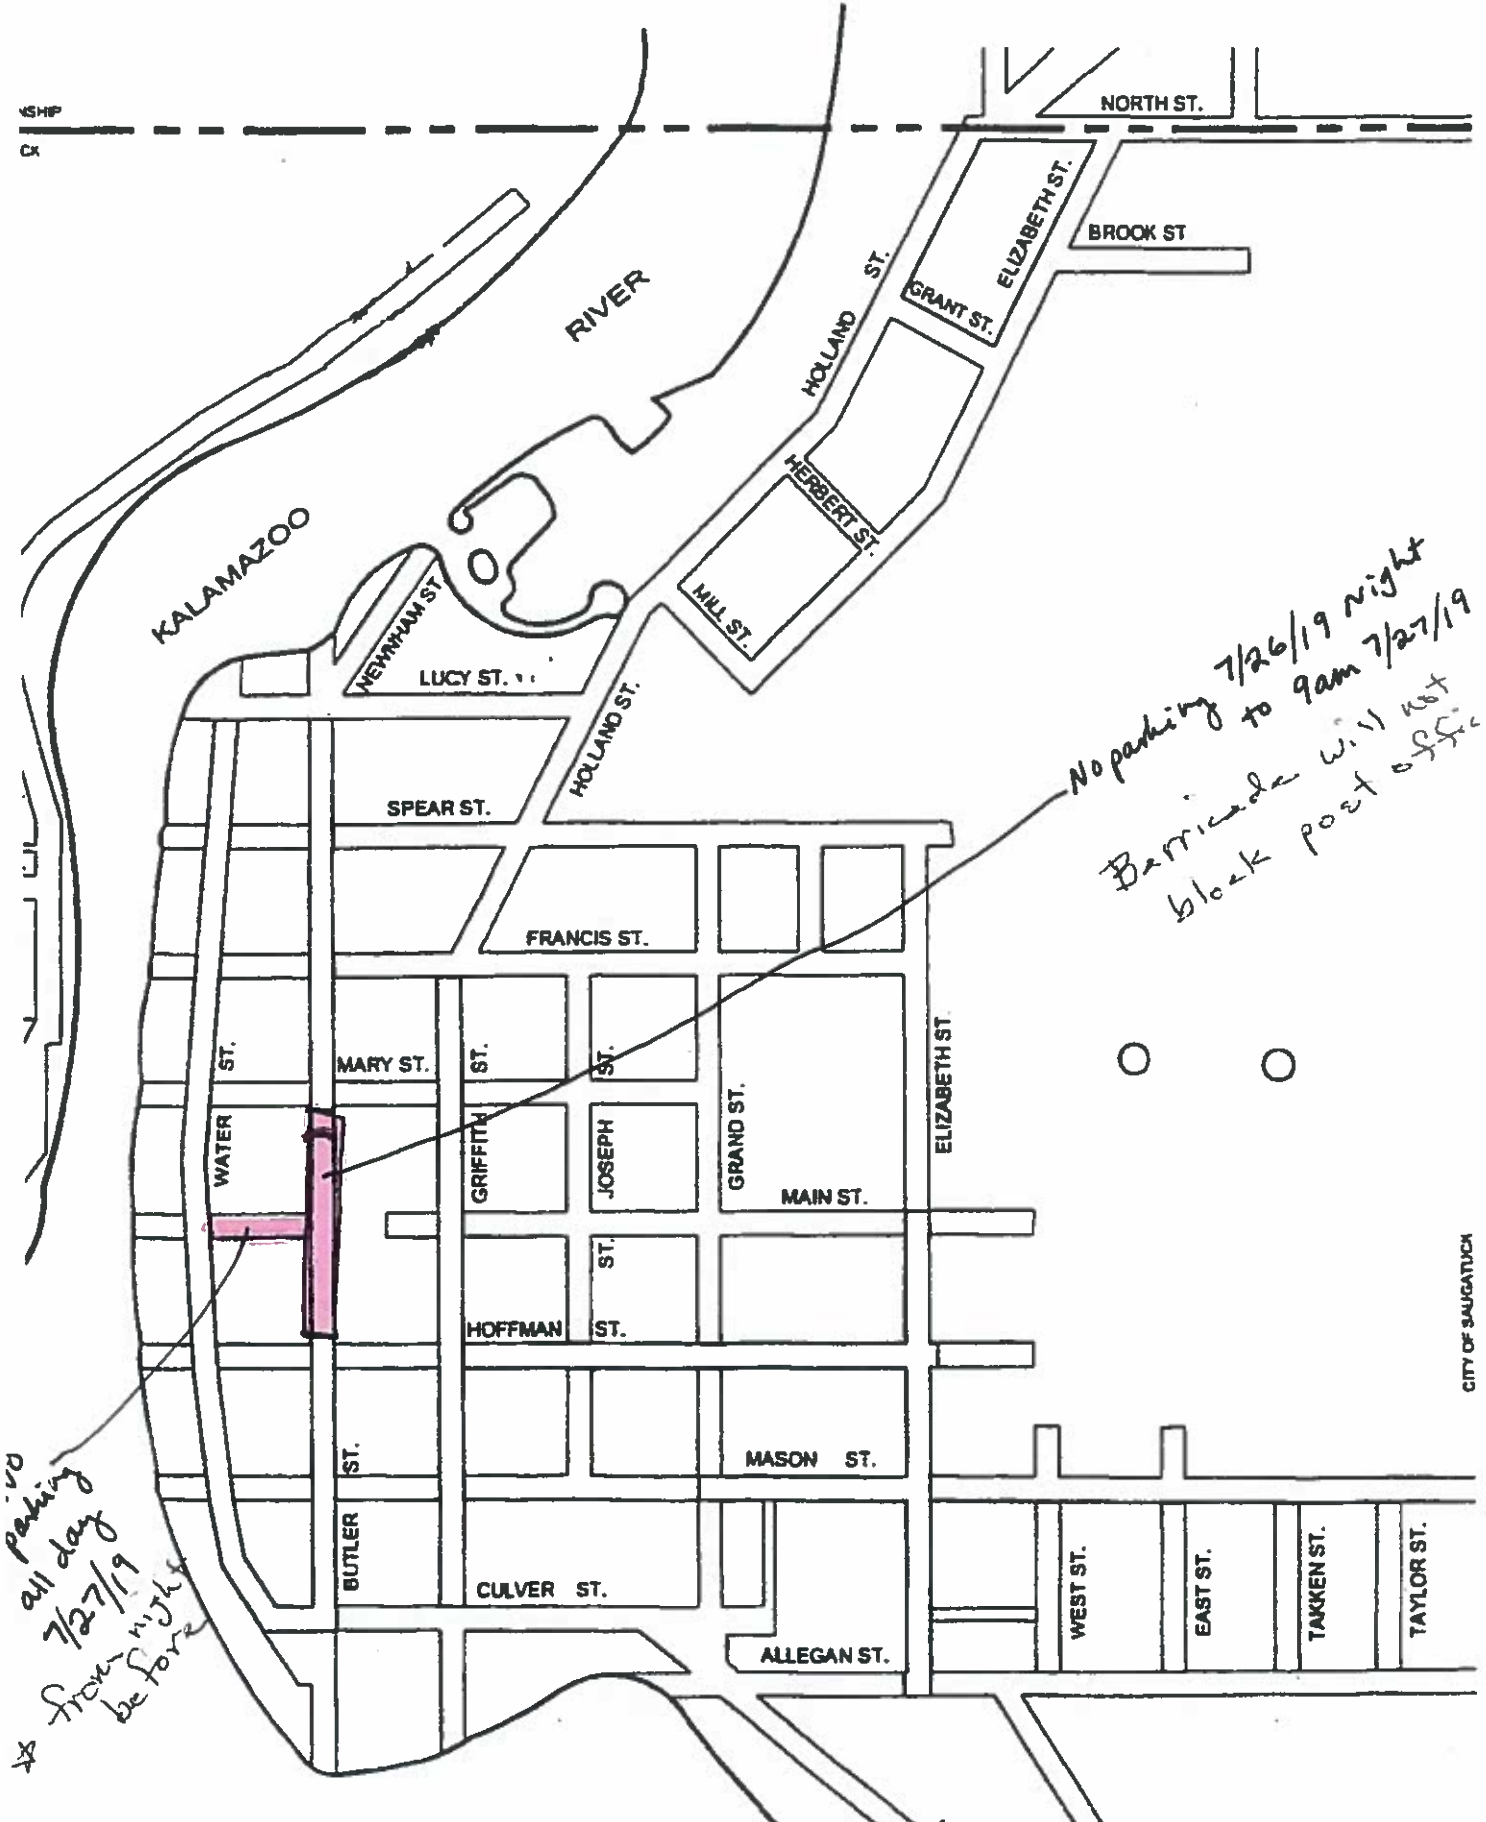 NSHIP
CK
NORTH ST.
ELIZABETH ST.
BROOK ST
HOLLAND ST.
GRANT ST.
RIVER
KALAMAZOO
HERBERT ST.
MILL ST.
NEWNHAM ST.
LUCY ST.
HOLLAND ST.
No parking 7/26/19 Night
to 9am 7/27/19
Barricade will not
block post offic
SPEAR ST.
FRANCIS ST.
WATER ST.
MARY ST.
GRIFFITH ST.
JOSEPH ST.
GRAND ST.
ELIZABETH ST.
MAIN ST.
ST.
HOFFMAN ST.
CITY OF SAUGATUCK
BUTLER ST.
MASON ST.
CULVER ST.
ALLEGAN ST.
WEST ST.
EAST ST.
TAKKEN ST.
TAYLOR ST.
parking
all day
7/27/19
from night
before